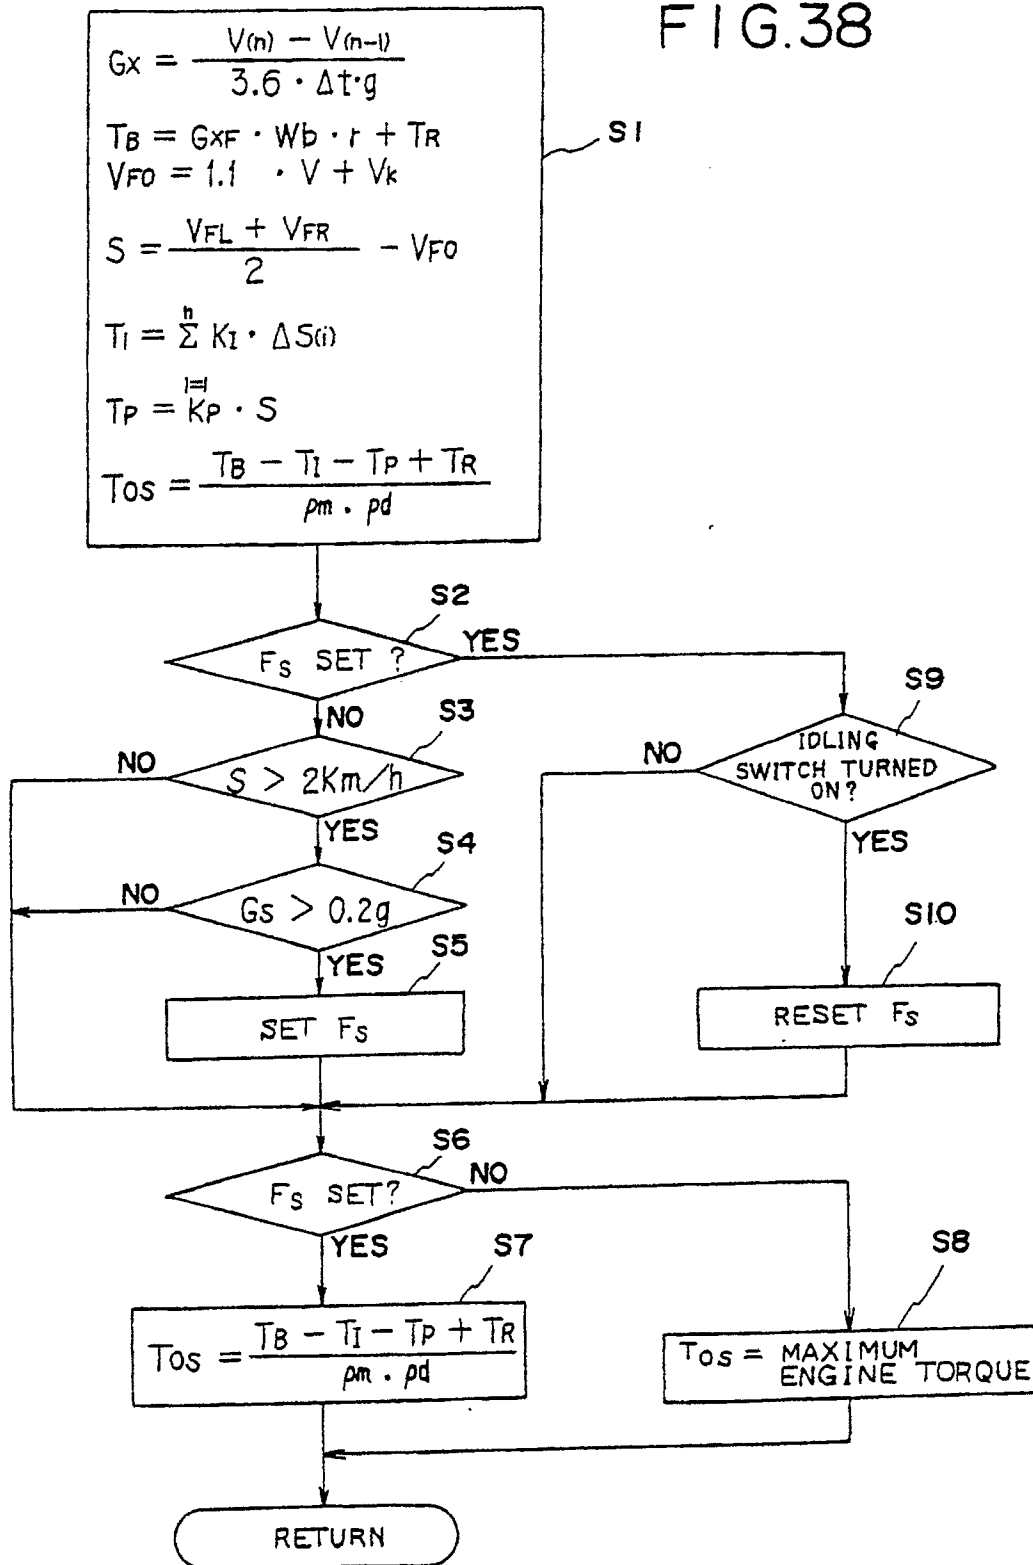 FIG.38
Gx = V(n) - V(n-1) / 3.6 · Δt·g
TB = GXF · Wb · r + TR
VFO = 1.1 · V + Vk
S1
S = VFL + VFR / 2 - VFO
n
TI = Σ KI · ΔS(i)
i=1
TP = KP · S
Tos = TB - TI - TP + TR / ρm · ρd
S2
FS SET ?
YES
NO
S3
S9
IDLING
SWITCH TURNED
ON?
NO
NO
S > 2Km/h
YES
YES
S4
NO
Gs > 0.2g
YES
S5
S10
SET FS
RESET FS
S6
FS SET?
NO
YES
S7
S8
Tos = TB - TI - TP + TR / ρm · ρd
Tos = MAXIMUM
ENGINE TORQUE
RETURN